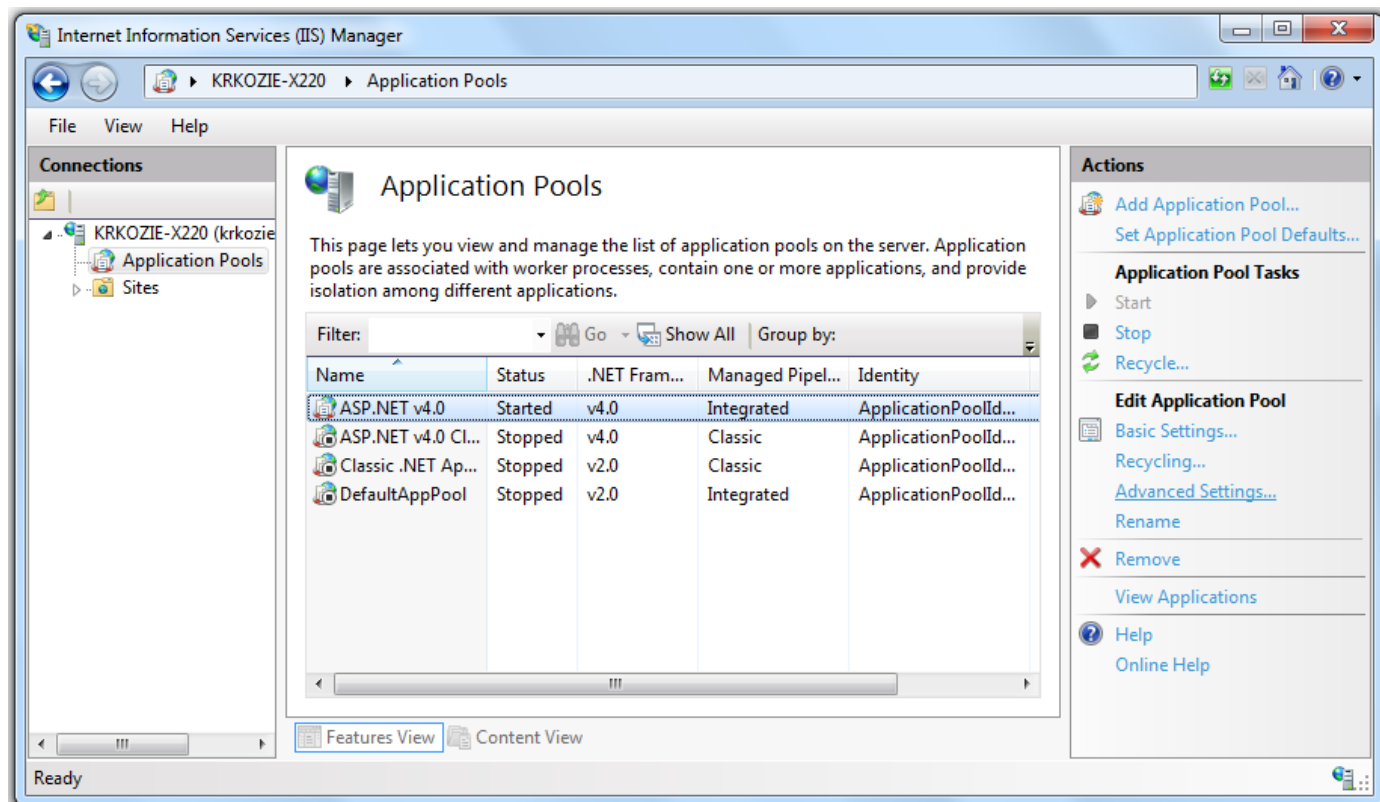 Internet Information Services (IIS) Manager
KRKOZIE-X220 Application Pools
File View Help
Connections
KRKOZIE-X220 (krkozie
Application Pools
Sites
Application Pools
This page lets you view and manage the list of application pools on the server. Application
pools are associated with worker processes, contain one or more applications, and provide
isolation among different applications.
Filter: Go Show All Group by:
Name Status .NET Fram... Managed Pipel... Identity
ASP.NET v4.0 Started v4.0 Integrated ApplicationPoolId...
ASP.NET v4.0 Cl... Stopped v4.0 Classic ApplicationPoolId...
Classic .NET Ap... Stopped v2.0 Classic ApplicationPoolId...
DefaultAppPool Stopped v2.0 Integrated ApplicationPoolId...
Features View Content View
Actions
Add Application Pool...
Set Application Pool Defaults...
Application Pool Tasks
Start
Stop
Recycle...
Edit Application Pool
Basic Settings...
Recycling...
Advanced Settings...
Rename
Remove
View Applications
Help
Online Help
Ready